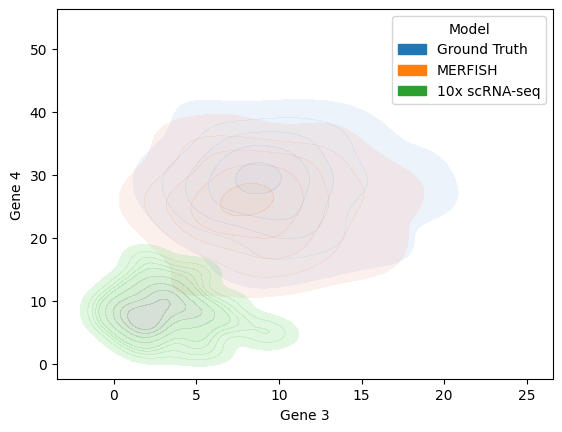 Model
Ground Truth
MERFISH
10x scRNA-seq
50
40
30
20
10
0
Gene 4
0 5 10 15 20 25
Gene 3